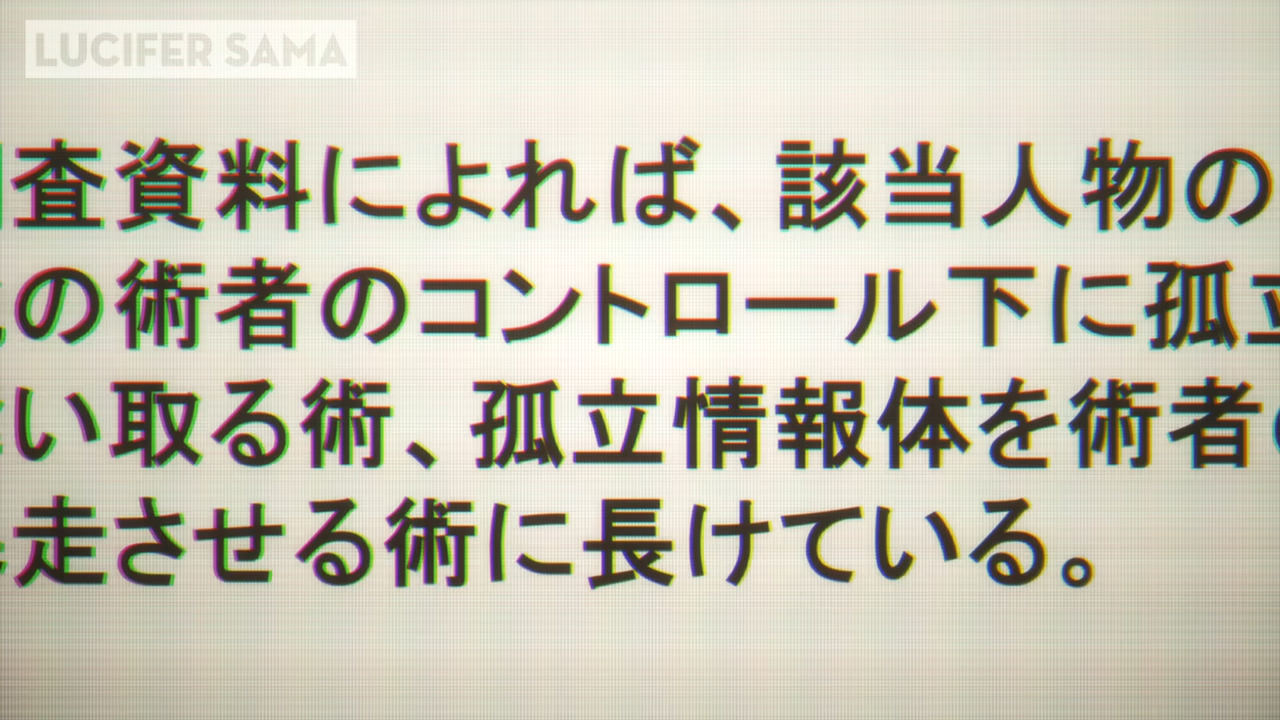 LUCIFER SAMA
査資料によれば、該当人物の
の術者のコントロール下に孤立
い取る術、孤立情報体を術者
走させる術に長けている。